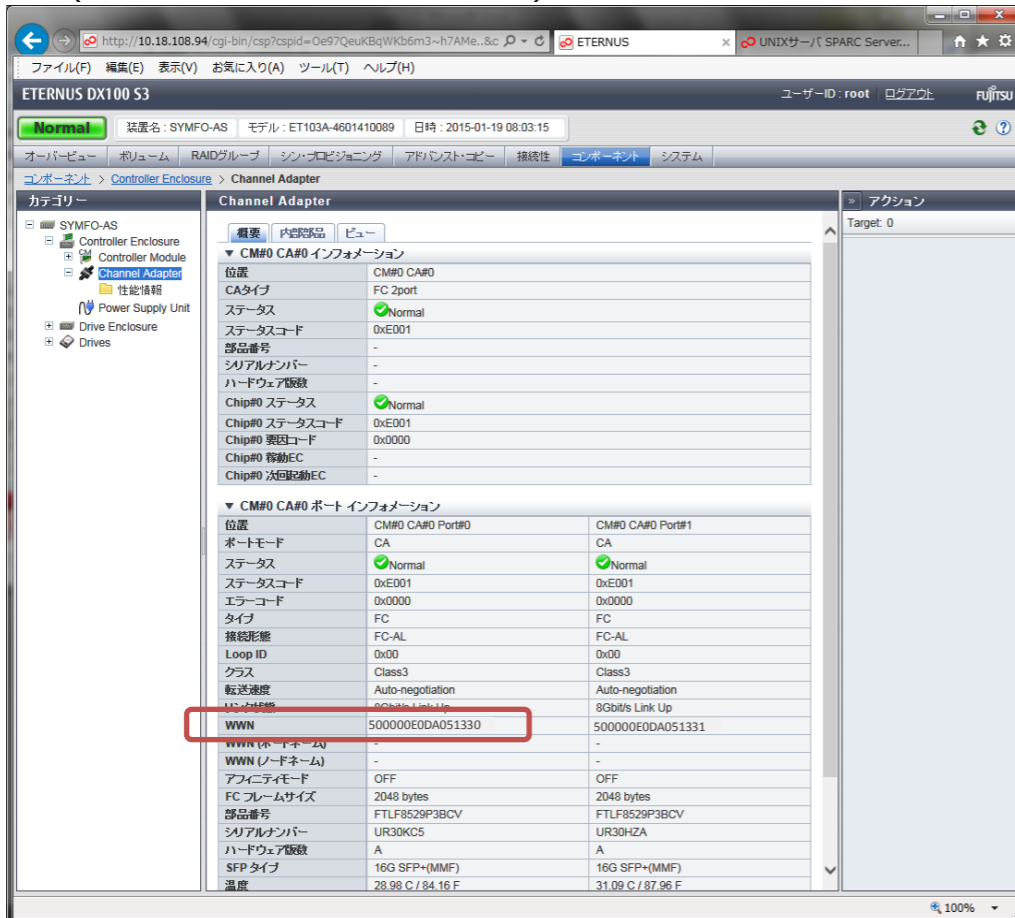 http://10.18.108.94/cgi-bin/csp?cspid=Oe97QeuKBqWKb6m3~h7AMe..&c
ETERNUS
UNIXサーバ SPARC Server...
ファイル(F) 編集(E) 表示(V) お気に入り(A) ツール(T) ヘルプ(H)
ETERNUS DX100 S3
ユーザーID : root ログアウト FUJITSU
Normal 装置名 : SYMFO-AS モデル : ET103A-4601410089 日時 : 2015-01-19 08:03:15
オーバービュー ボリューム RAIDグループ シン・プロビジョニング アドバンスト・コピー 接続性 コンポーネント システム
コンポーネント > Controller Enclosure > Channel Adapter
カテゴリー
SYMFO-AS
Controller Enclosure
Controller Module
Channel Adapter
性能情報
Power Supply Unit
Drive Enclosure
Drives
Channel Adapter
概要 内部部品 ビュー
▼ CM#0 CA#0 インフォメーション
位置 CM#0 CA#0
CAタイプ FC 2port
ステータス Normal
ステータスコード 0xE001
部品番号 -
シリアルナンバー -
ハードウェア版数 -
Chip#0 ステータス Normal
Chip#0 ステータスコード 0xE001
Chip#0 要因コード 0x0000
Chip#0 稼動EC -
Chip#0 次回起動EC -
▼ CM#0 CA#0 ポート インフォメーション
位置 CM#0 CA#0 Port#0 CM#0 CA#0 Port#1
ポートモード CA CA
ステータス Normal Normal
ステータスコード 0xE001 0xE001
エラーコード 0x0000 0x0000
タイプ FC FC
接続形態 FC-AL FC-AL
Loop ID 0x00 0x00
クラス Class3 Class3
転送速度 Auto-negotiation Auto-negotiation
リンク状態 8Gbit/s Link Up 8Gbit/s Link Up
WWN 500000E0DA051330 500000E0DA051331
WWN (ポートネーム) - -
WWN (ノードネーム) - -
アフィニティモード OFF OFF
FC フレームサイズ 2048 bytes 2048 bytes
部品番号 FTLF8529P3BCV FTLF8529P3BCV
シリアルナンバー UR30KC5 UR30HZA
ハードウェア版数 A A
SFP タイプ 16G SFP+(MMF) 16G SFP+(MMF)
温度 28.98 C / 84.16 F 31.09 C / 87.96 F
» アクション
Target: 0
100%